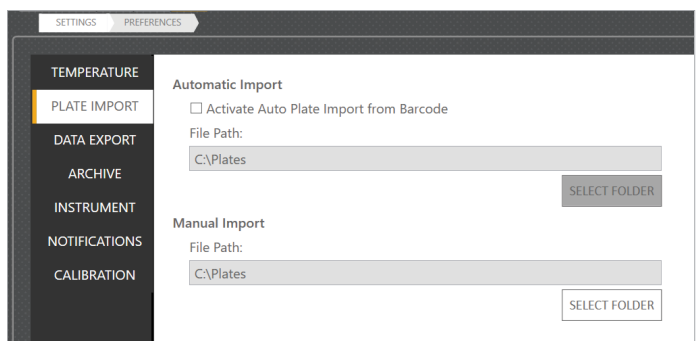 SETTINGS PREFERENCES
TEMPERATURE
PLATE IMPORT
DATA EXPORT
ARCHIVE
INSTRUMENT
NOTIFICATIONS
CALIBRATION
Automatic Import
Activate Auto Plate Import from Barcode
File Path:
C:\Plates
SELECT FOLDER
Manual Import
File Path:
C:\Plates
SELECT FOLDER